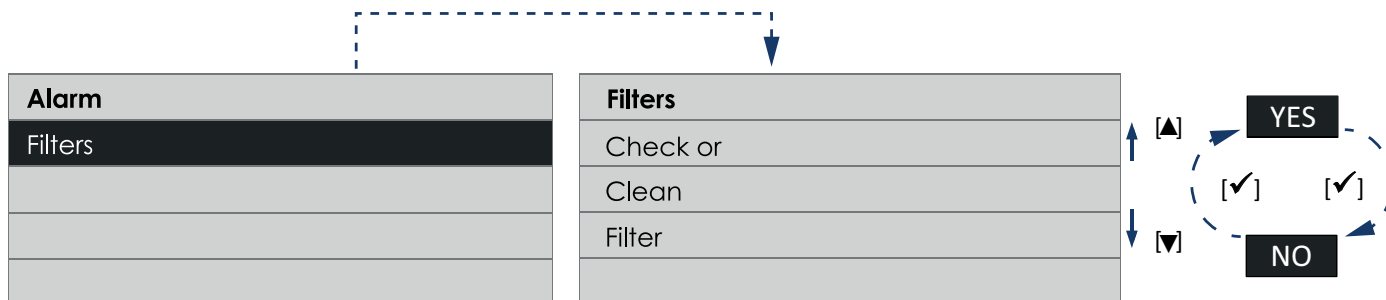 Alarm
Filters
Filters
Check or
Clean
Filter
[▲]
[▼]
YES
[✔] [✔]
NO